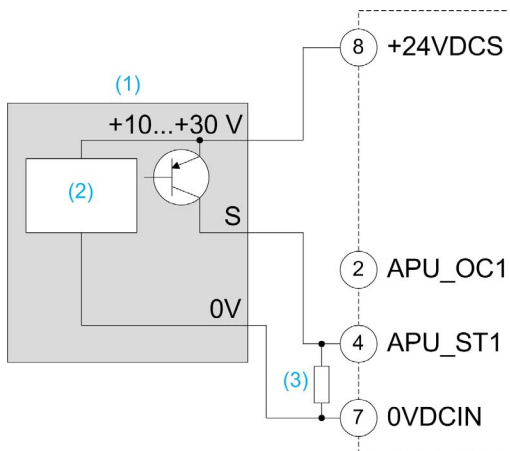 8 +24VDCS
(1)
+10...+30 V
(2)
S
2 APU_OC1
0V
4 APU_ST1
(3)
7 0VDCIN